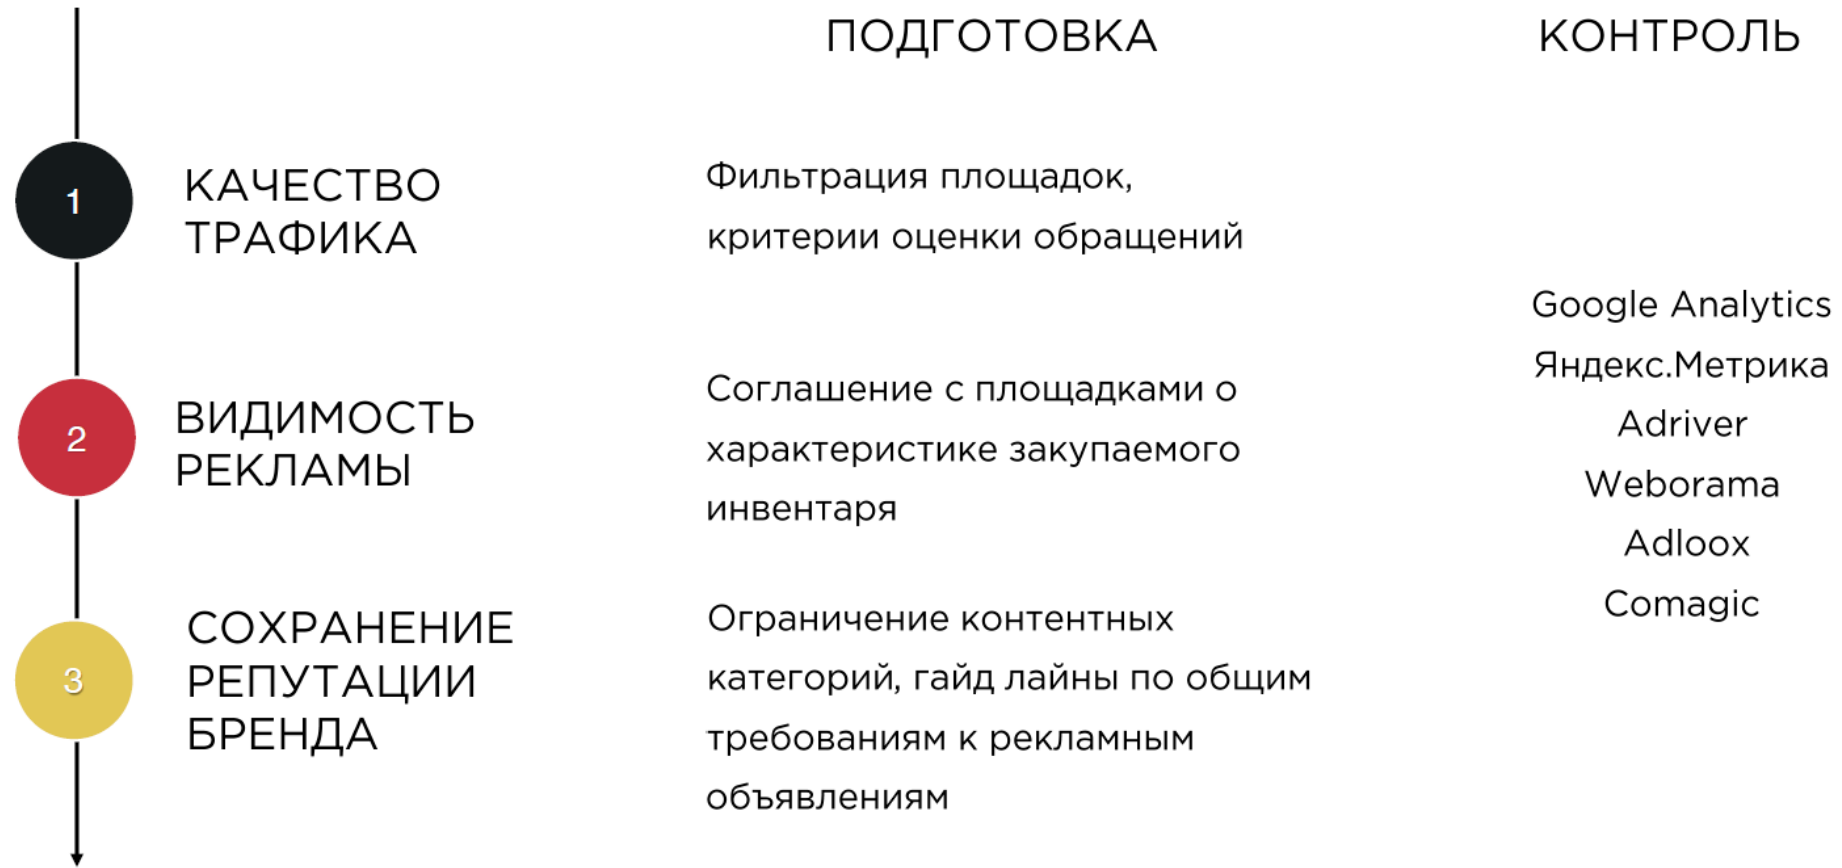 ПОДГОТОВКА
КОНТРОЛЬ
1
КАЧЕСТВО
ТРАФИКА
Фильтрация площадок,
критерии оценки обращений
2
ВИДИМОСТЬ
РЕКЛАМЫ
Соглашение с площадками о
характеристике закупаемого
инвентаря
3
СОХРАНЕНИЕ
РЕПУТАЦИИ
БРЕНДА
Ограничение контентных
категорий, гайд лайны по общим
требованиям к рекламным
объявлениям
Google Analytics
Яндекс.Метрика
Adriver
Weborama
Adloox
Comagic